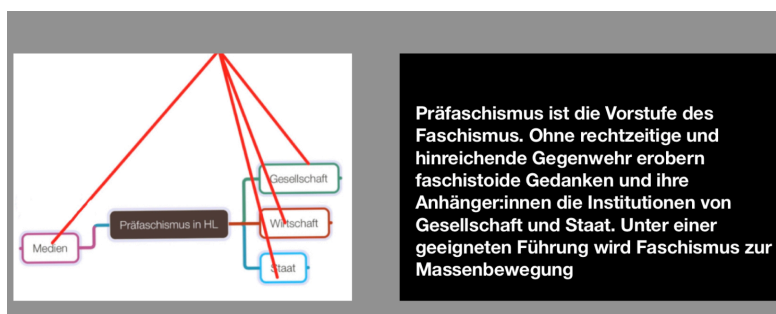 Gesellschaft
Präfaschismus in HL
Wirtschaft
Medien
Staat
Präfaschismus ist die Vorstufe des
Faschismus. Ohne rechtzeitige und
hinreichende Gegenwehr erobern
faschistoide Gedanken und ihre
Anhänger:innen die Institutionen von
Gesellschaft und Staat. Unter einer
geeigneten Führung wird Faschismus zur
Massenbewegung